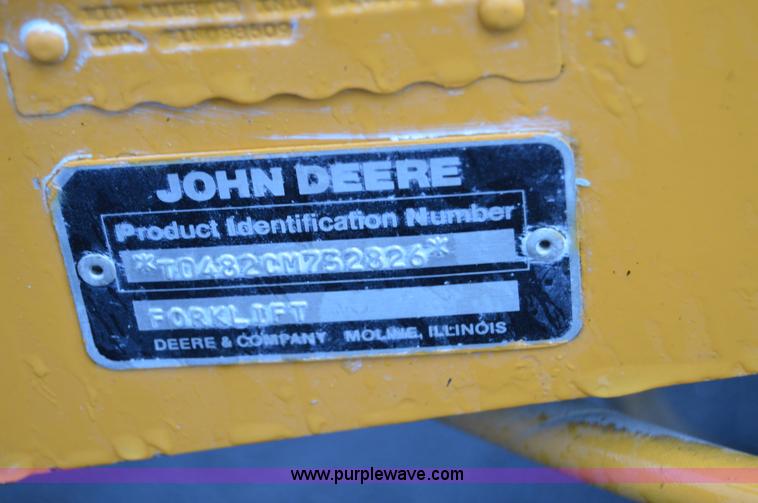 JOHN DEERE
Product Identification Number
*T0482CM752826*
FORKLIFT
DEERE & COMPANY MOLINE, ILLINOIS
www.purplewave.com